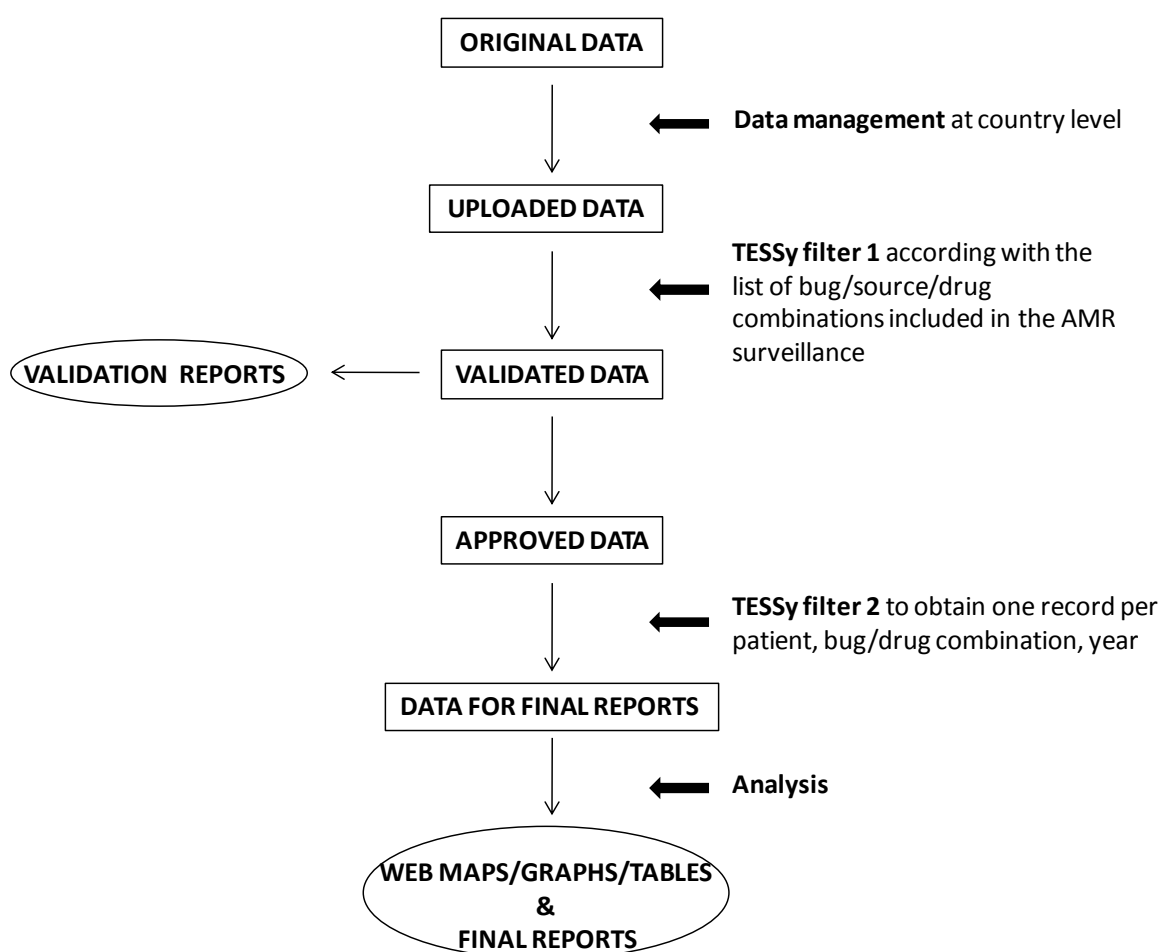 ORIGINAL DATA
Data management at country level
UPLOADED DATA
TESSy filter 1 according with the
list of bug/source/drug
combinations included in the AMR
surveillance
VALIDATION REPORTS
VALIDATED DATA
APPROVED DATA
TESSy filter 2 to obtain one record per
patient, bug/drug combination, year
DATA FOR FINAL REPORTS
Analysis
WEB MAPS/GRAPHS/TABLES
&
FINAL REPORTS